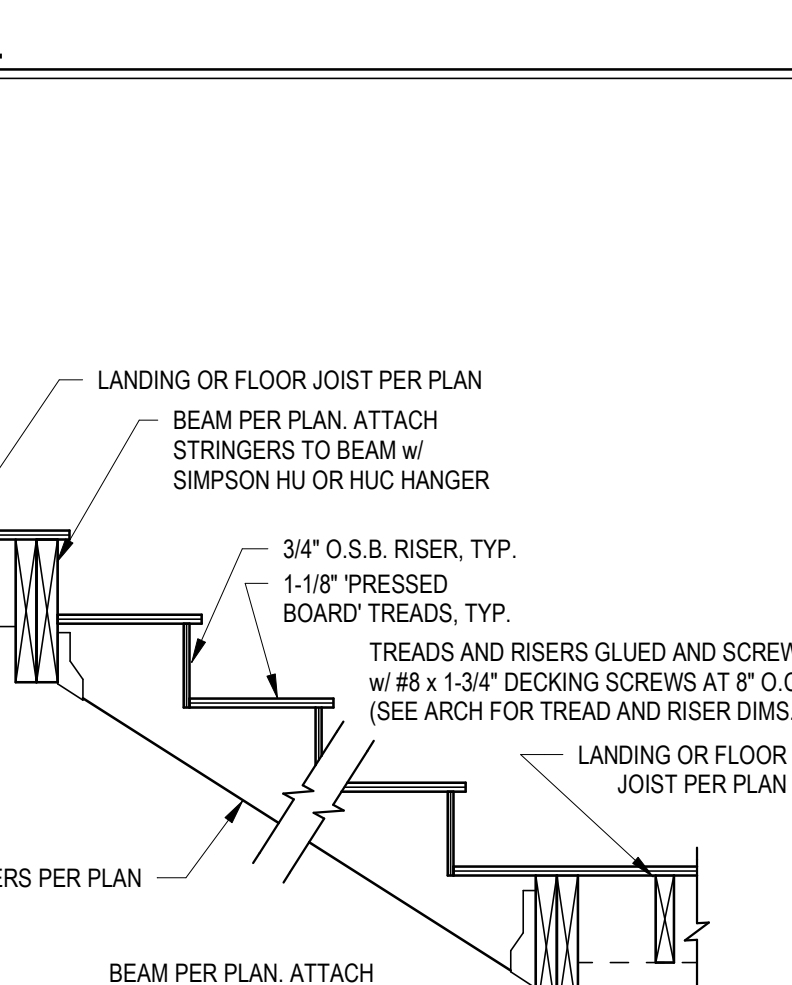 LANDING OR FLOOR JOIST PER PLAN
BEAM PER PLAN. ATTACH
STRINGERS TO BEAM w/
SIMPSON HU OR HUC HANGER
3/4" O.S.B. RISER, TYP.
1-1/8" 'PRESSED
BOARD' TREADS, TYP.
TREADS AND RISERS GLUED AND SCREW
w/ #8 x 1-3/4" DECKING SCREWS AT 8" O.C
(SEE ARCH FOR TREAD AND RISER DIMS.
LANDING OR FLOOR
JOIST PER PLAN
ERS PER PLAN
BEAM PER PLAN. ATTACH